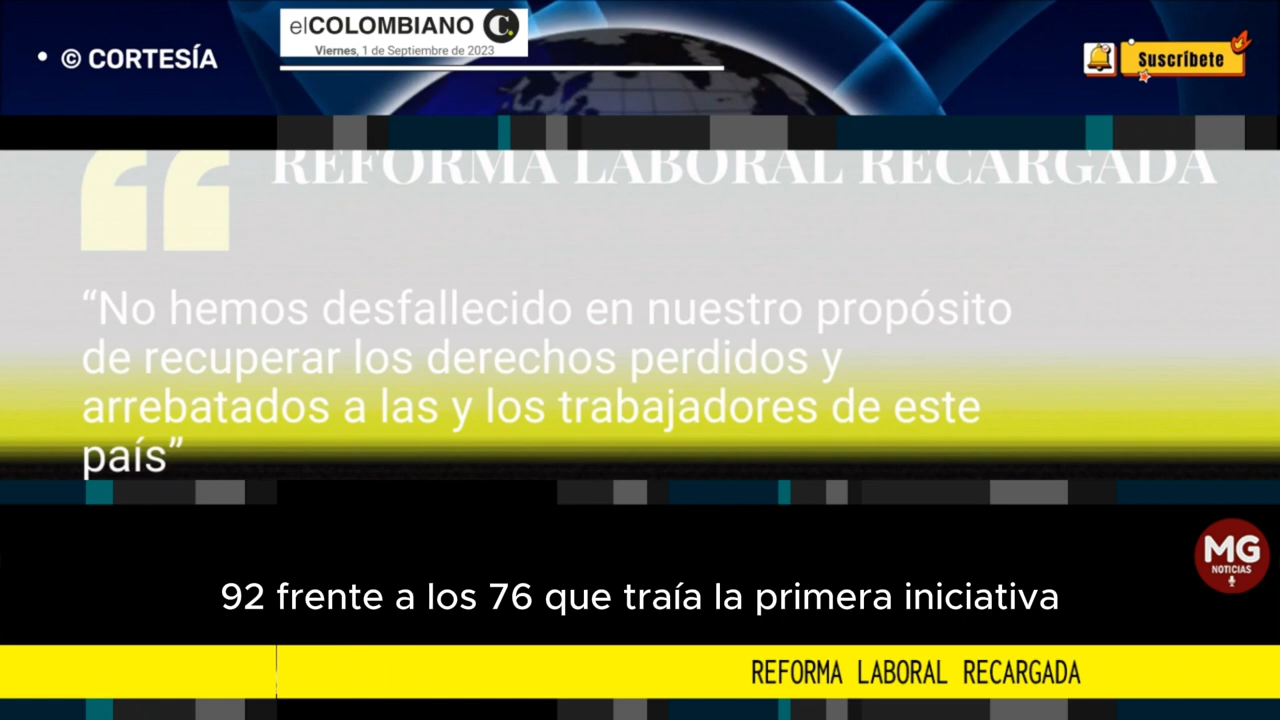 • © CORTESÍA
elCOLOMBIANO C.
Viernes, 1 de Septiembre de 2023
Suscríbete
REFORMA LABORAL RECARGADA
“No hemos desfallecido en nuestro propósito
de recuperar los derechos perdidos y
arrebatados a las y los trabajadores de este
país”
MG
NOTICIAS
92 frente a los 76 que traía la primera iniciativa
REFORMA LABORAL RECARGADA